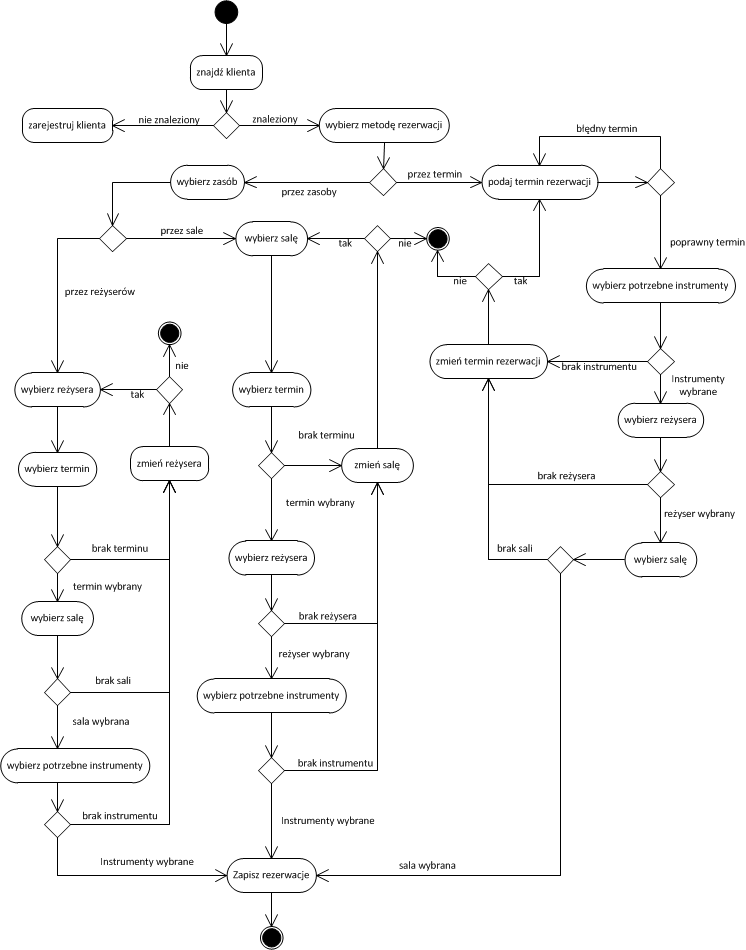 znajdź klienta
nie znaleziony
znaleziony
zarejestruj klienta
wybierz metodę rezerwacji
błędny termin
przez termin
wybierz zasób
przez zasoby
podaj termin rezerwacji
przez sale
wybierz salę
tak
nie
poprawny termin
nie
tak
przez reżyserów
wybierz potrzebne instrumenty
nie
zmień termin rezerwacji
brak instrumentu
Instrumenty
wybrane
wybierz reżysera
tak
wybierz termin
wybierz reżysera
brak terminu
wybierz termin
zmień reżysera
zmień salę
brak reżysera
termin wybrany
reżyser wybrany
brak terminu
brak sali
wybierz reżysera
wybierz salę
termin wybrany
wybierz salę
brak reżysera
reżyser wybrany
brak sali
wybierz potrzebne instrumenty
sala wybrana
wybierz potrzebne instrumenty
brak instrumentu
brak instrumentu
Instrumenty wybrane
Instrumenty wybrane
sala wybrana
Zapisz rezerwacje